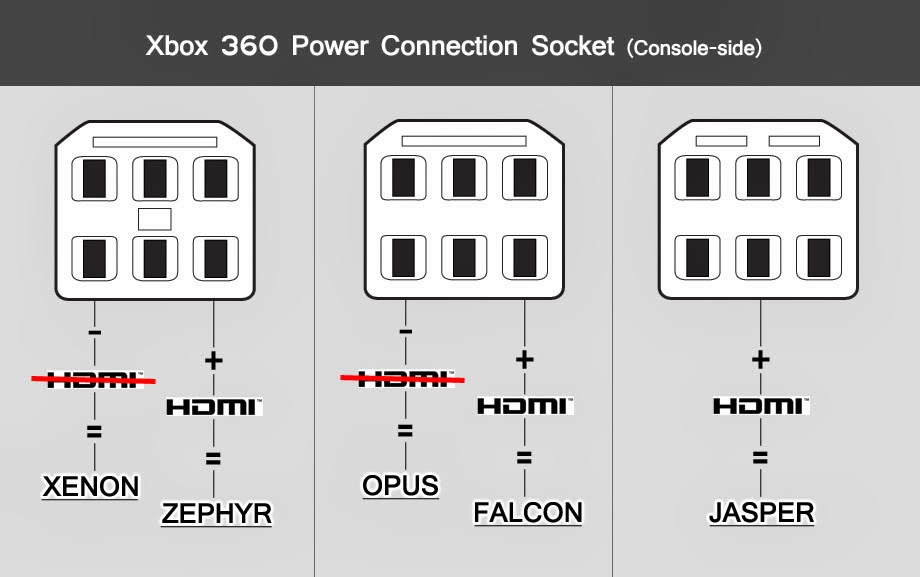 Xbox 360 Power Connection Socket (Console-side)
-
HDMI™
=
XENON
+
HDMI™
=
ZEPHYR
-
HDMI™
=
OPUS
+
HDMI™
=
FALCON
+
HDMI™
=
JASPER